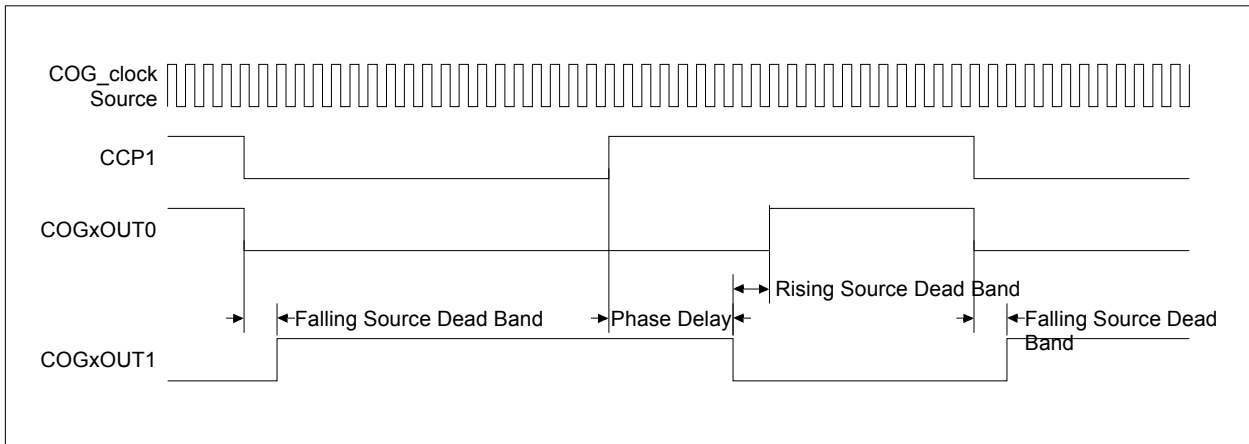 COG_clock
Source
CCP1
COGxOUT0
Rising Source Dead Band
Falling Source Dead Band
Phase Delay
Falling Source Dead
Band
COGxOUT1